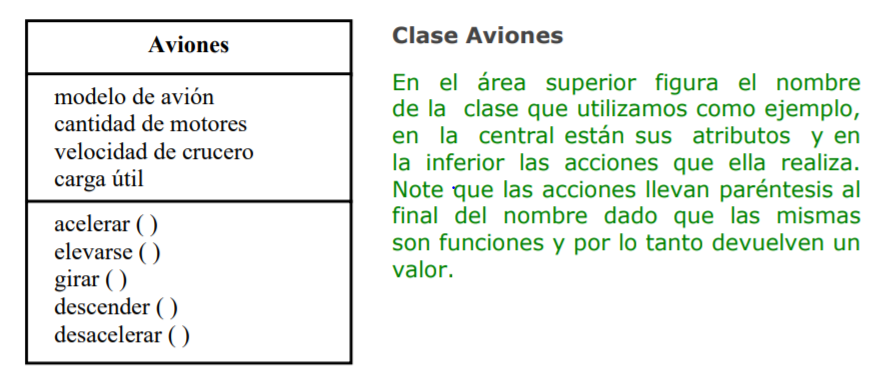 Aviones
modelo de avión
cantidad de motores
velocidad de crucero
carga útil
acelerar ( )
elevarse ( )
girar ( )
descender ( )
desacelerar ( )
Clase Aviones
En el área superior figura el nombre
de la clase que utilizamos como ejemplo,
en la central están sus atributos y en
la inferior las acciones que ella realiza.
Note que las acciones llevan paréntesis al
final del nombre dado que las mismas
son funciones y por lo tanto devuelven un
valor.